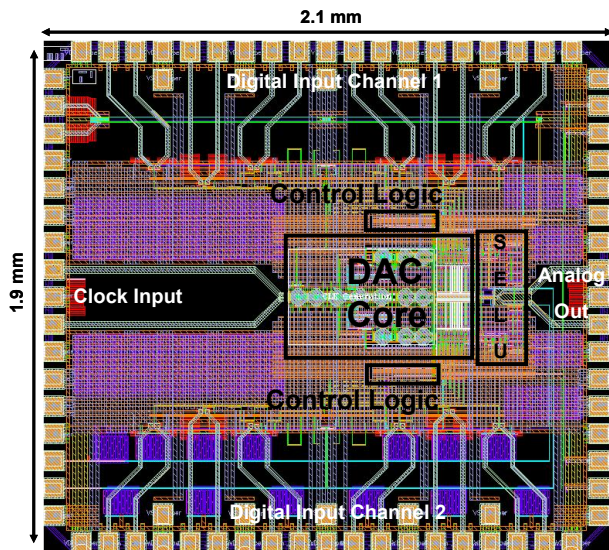 2.1 mm
Digital Input Channel 1
1.9 mm
Control Logic
DAC
Core
SELU
Clock Input
Analog
Out
Control Logic
Digital Input Channel 2